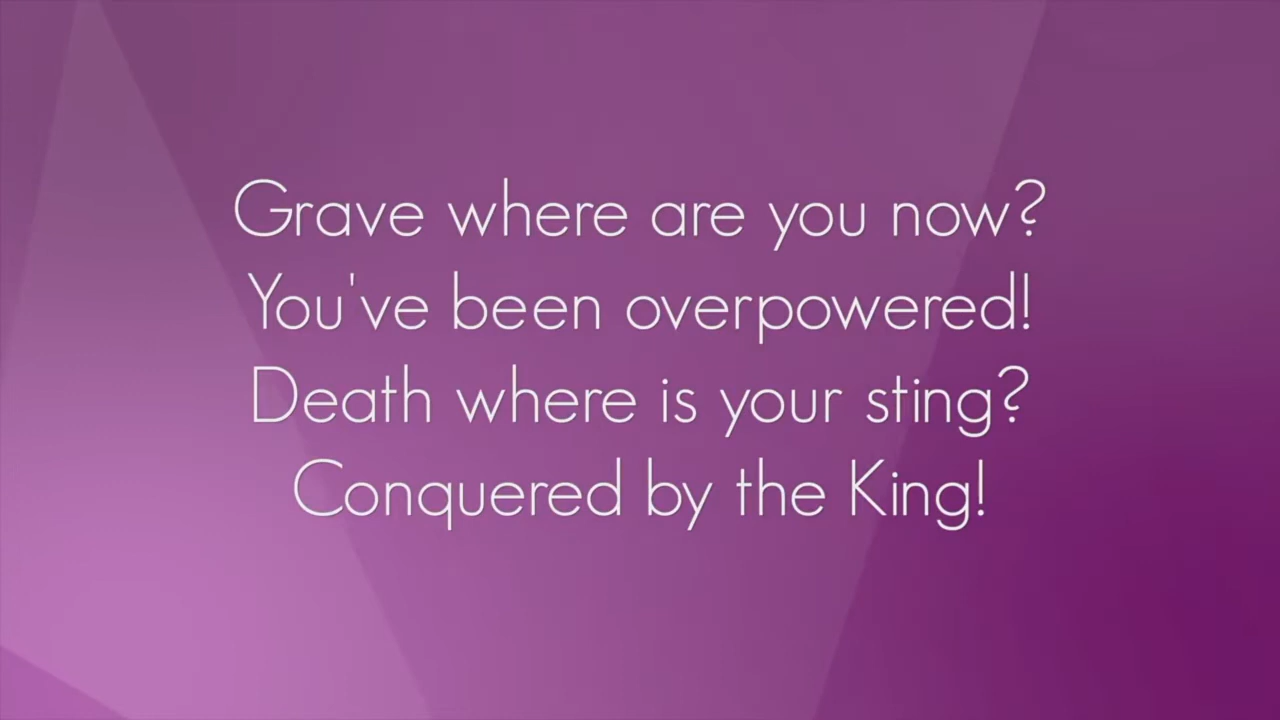 Grave where are you now?
You've been overpowered!
Death where is your sting?
Conquered by the King!